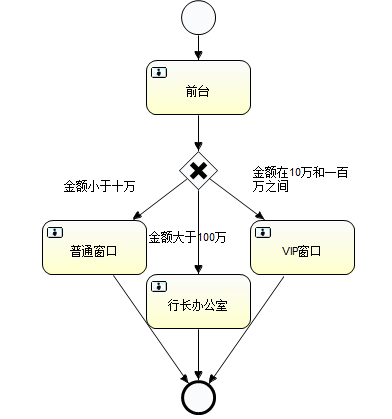 前台
金额小于十万
金额在10万和一百
万之间
普通窗口
金额大于100万
VIP窗口
行长办公室